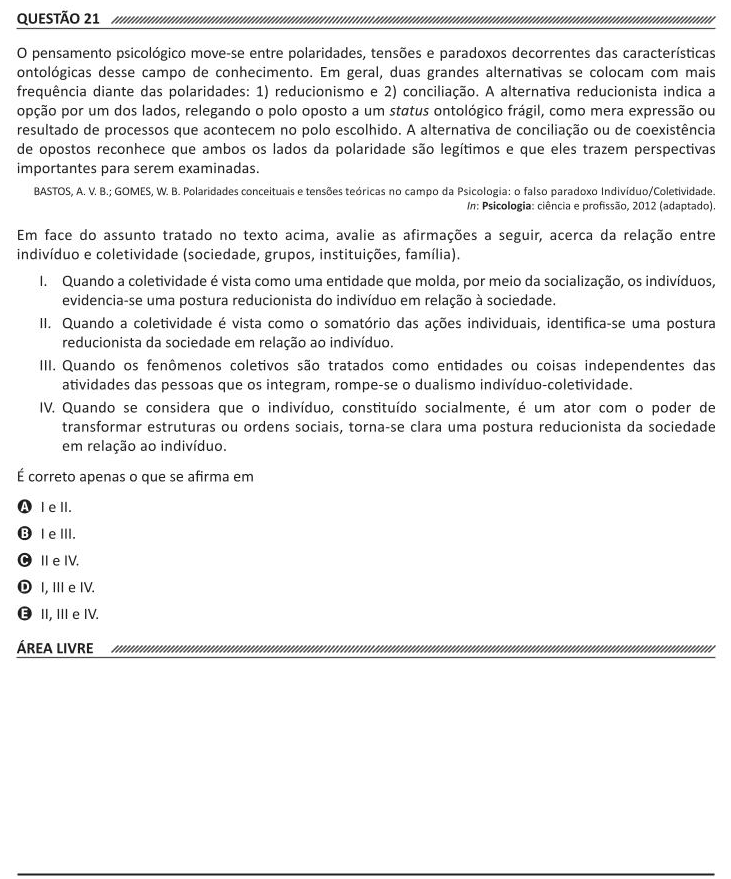 QUESTÃO 21
O pensamento psicológico move-se entre polaridades, tensões e paradoxos decorrentes das características
ontológicas desse campo de conhecimento. Em geral, duas grandes alternativas se colocam com mais
frequência diante das polaridades: 1) reducionismo e 2) conciliação. A alternativa reducionista indica a
opção por um dos lados, relegando o polo oposto a um status ontológico frágil, como mera expressão ou
resultado de processos que acontecem no polo escolhido. A alternativa de conciliação ou de coexistência
de opostos reconhece que ambos os lados da polaridade são legítimos e que eles trazem perspectivas
importantes para serem examinadas.
BASTOS, A. V. B.; GOMES, W. B. Polaridades conceituais e tensões teóricas no campo da Psicologia: o falso paradoxo Indivíduo/Coletividade.
In: Psicologia: ciência e profissão, 2012 (adaptado).
Em face do assunto tratado no texto acima, avalie as afirmações a seguir, acerca da relação entre
indivíduo e coletividade (sociedade, grupos, instituições, família).
I. Quando a coletividade é vista como uma entidade que molda, por meio da socialização, os indivíduos,
evidencia-se uma postura reducionista do indivíduo em relação à sociedade.
II. Quando a coletividade é vista como o somatório das ações individuais, identifica-se uma postura
reducionista da sociedade em relação ao indivíduo.
III. Quando os fenômenos coletivos são tratados como entidades ou coisas independentes das
atividades das pessoas que os integram, rompe-se o dualismo indivíduo-coletividade.
IV. Quando se considera que o indivíduo, constituído socialmente, é um ator com o poder de
transformar estruturas ou ordens sociais, torna-se clara uma postura reducionista da sociedade
em relação ao indivíduo.
É correto apenas o que se afirma em
A I e II.
B I e III.
C II e IV.
D I, III e IV.
E II, III e IV.
ÁREA LIVRE